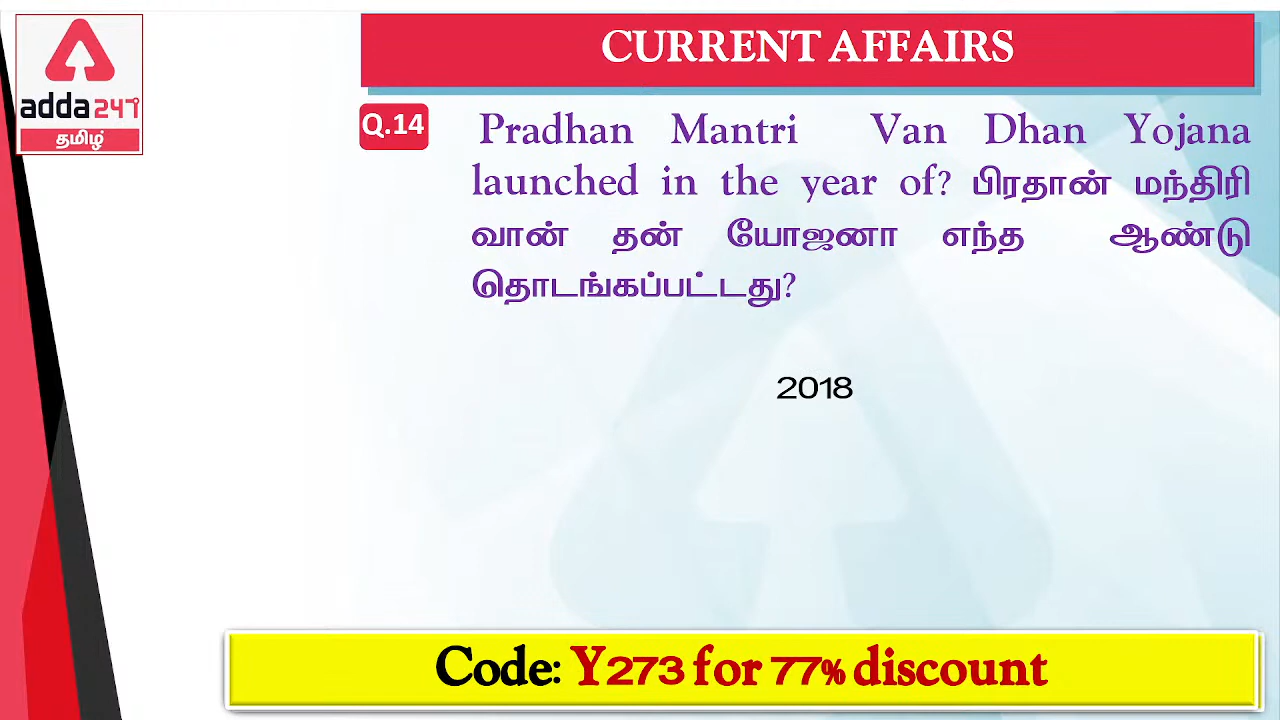 adda247
தமிழ்
CURRENT AFFAIRS
Q.14
Pradhan Mantri Van Dhan Yojana
launched in the year of? பிரதான் மந்திரி
வான் தன் யோஜனா எந்த ஆண்டு
தொடங்கப்பட்டது?
2018
Code: Y273 for 77% discount